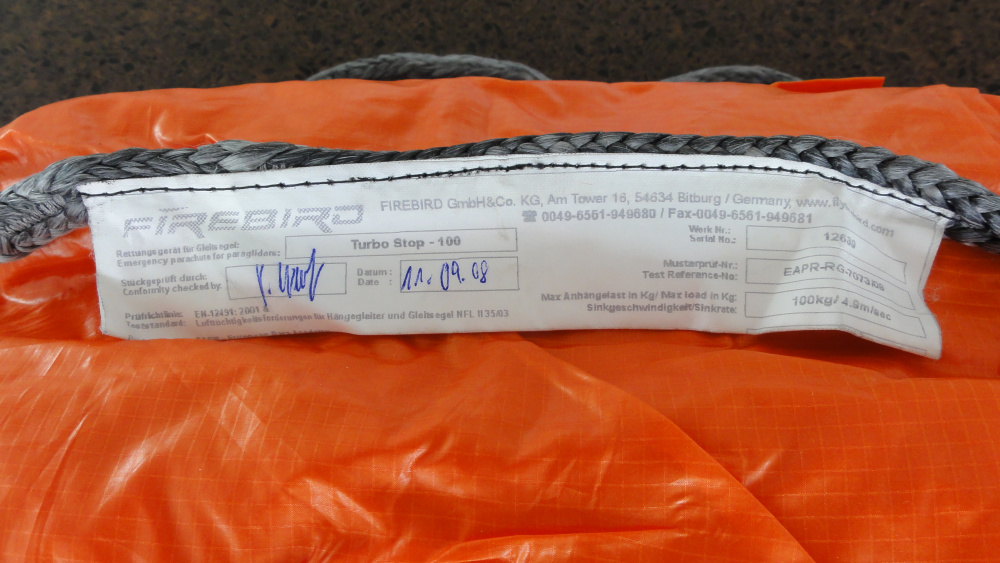 FIREBIRD
FIREBIRD GmbH&Co. KG, Am Tower 16, 54634 Bitburg / Germany,
☎ 0049-6561-949680 / Fax-0049-6561-949681
Rettungsgerät für Gleitsegel:
Emergency parachute for paragliders:
Turbo Stop - 100
Werk Nr.:
Serial No.:
Stückgeprüft durch:
Conformity checked by:
Datum :
Date :
11. 09. 08
Musterprüf-Nr.:
Test Reference-No:
Max Anhängelast in Kg/ Max load in Kg:
Sinkgeschwindigkeit/Sinkrate:
100kg/ 4.9m/sec
Prüfrichtlinie: EN-12491: 2001 &
Teststandard: Lufttüchtigkeitsforderungen für Hängegleiter und Gleitsegel NFL II 35/03